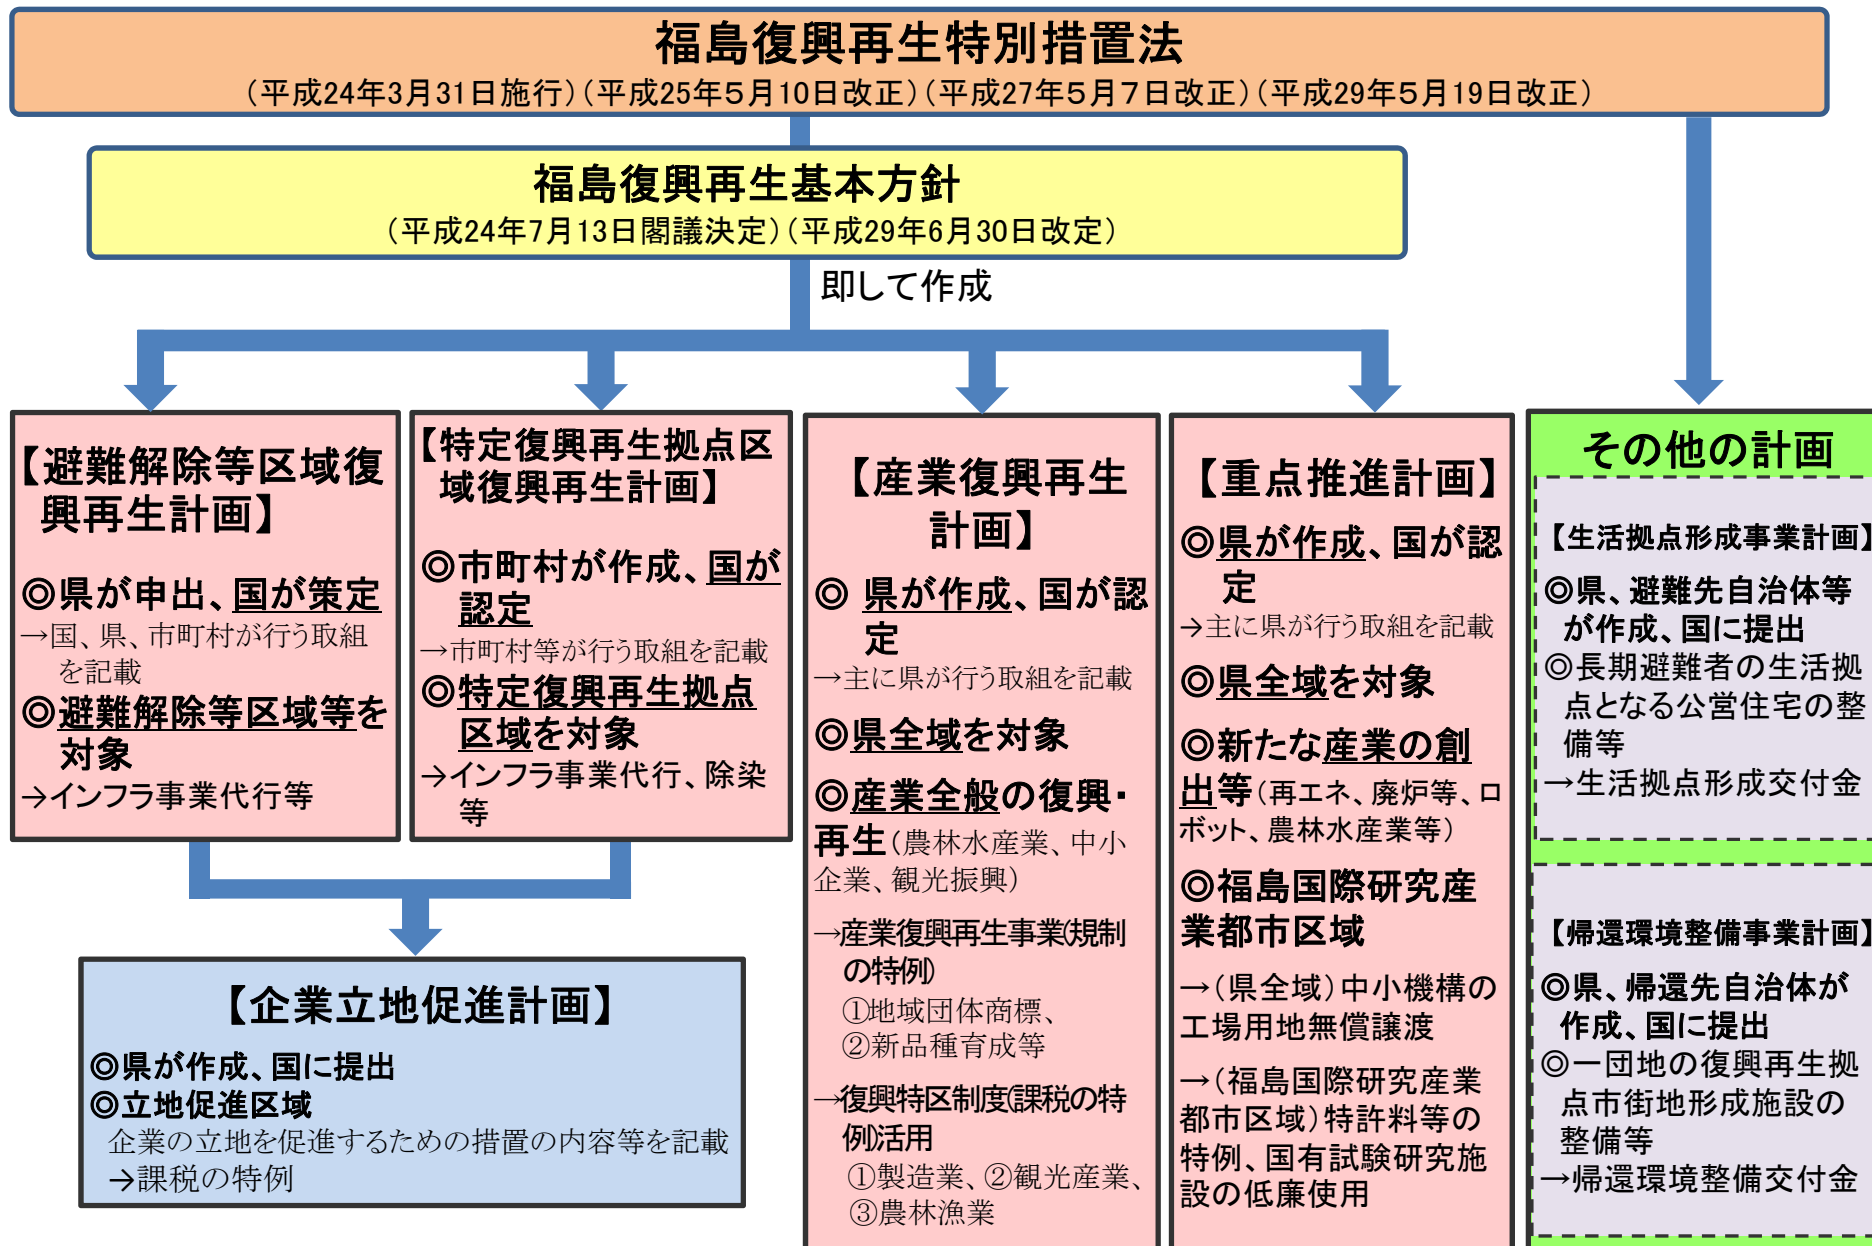 福島復興再生特別措置法
（平成24年3月31日施行）（平成25年５月10日改正）（平成27年５月７日改正）（平成29年５月19日改正）
福島復興再生基本方針
（平成24年7月13日閣議決定）（平成29年6月30日改定）
即して作成
【避難解除等区域復
興再生計画】
◎県が申出、国が策定
→国、県、市町村が行う取組
を記載
◎避難解除等区域等を
対象
→インフラ事業代行等
【特定復興再生拠点区
域復興再生計画】
◎市町村が作成、国が
認定
→市町村等が行う取組を記載
◎特定復興再生拠点
区域を対象
→インフラ事業代行、除染
等
【企業立地促進計画】
◎県が作成、国に提出
◎立地促進区域
企業の立地を促進するための措置の内容等を記載
→課税の特例
【産業復興再生
計画】
◎ 県が作成、国が認
定
→主に県が行う取組を記載
◎県全域を対象
◎産業全般の復興・
再生（農林水産業、中小
企業、観光振興）
→産業復興再生事業(規制
の特例)
①地域団体商標、
②新品種育成等
→復興特区制度(課税の特
例)活用
①製造業、②観光産業、
③農林漁業
【重点推進計画】
◎県が作成、国が認
定
→主に県が行う取組を記載
◎県全域を対象
◎新たな産業の創
出等（再エネ、廃炉等、ロ
ボット、農林水産業等）
◎福島国際研究産
業都市区域
→（県全域）中小機構の
工場用地無償譲渡
→（福島国際研究産業
都市区域）特許料等の
特例、国有試験研究施
設の低廉使用
その他の計画
【生活拠点形成事業計画】
◎県、避難先自治体等
が作成、国に提出
◎長期避難者の生活拠
点となる公営住宅の整
備等
→生活拠点形成交付金
【帰還環境整備事業計画】
◎県、帰還先自治体が
作成、国に提出
◎一団地の復興再生拠
点市街地形成施設の
整備等
→帰還環境整備交付金